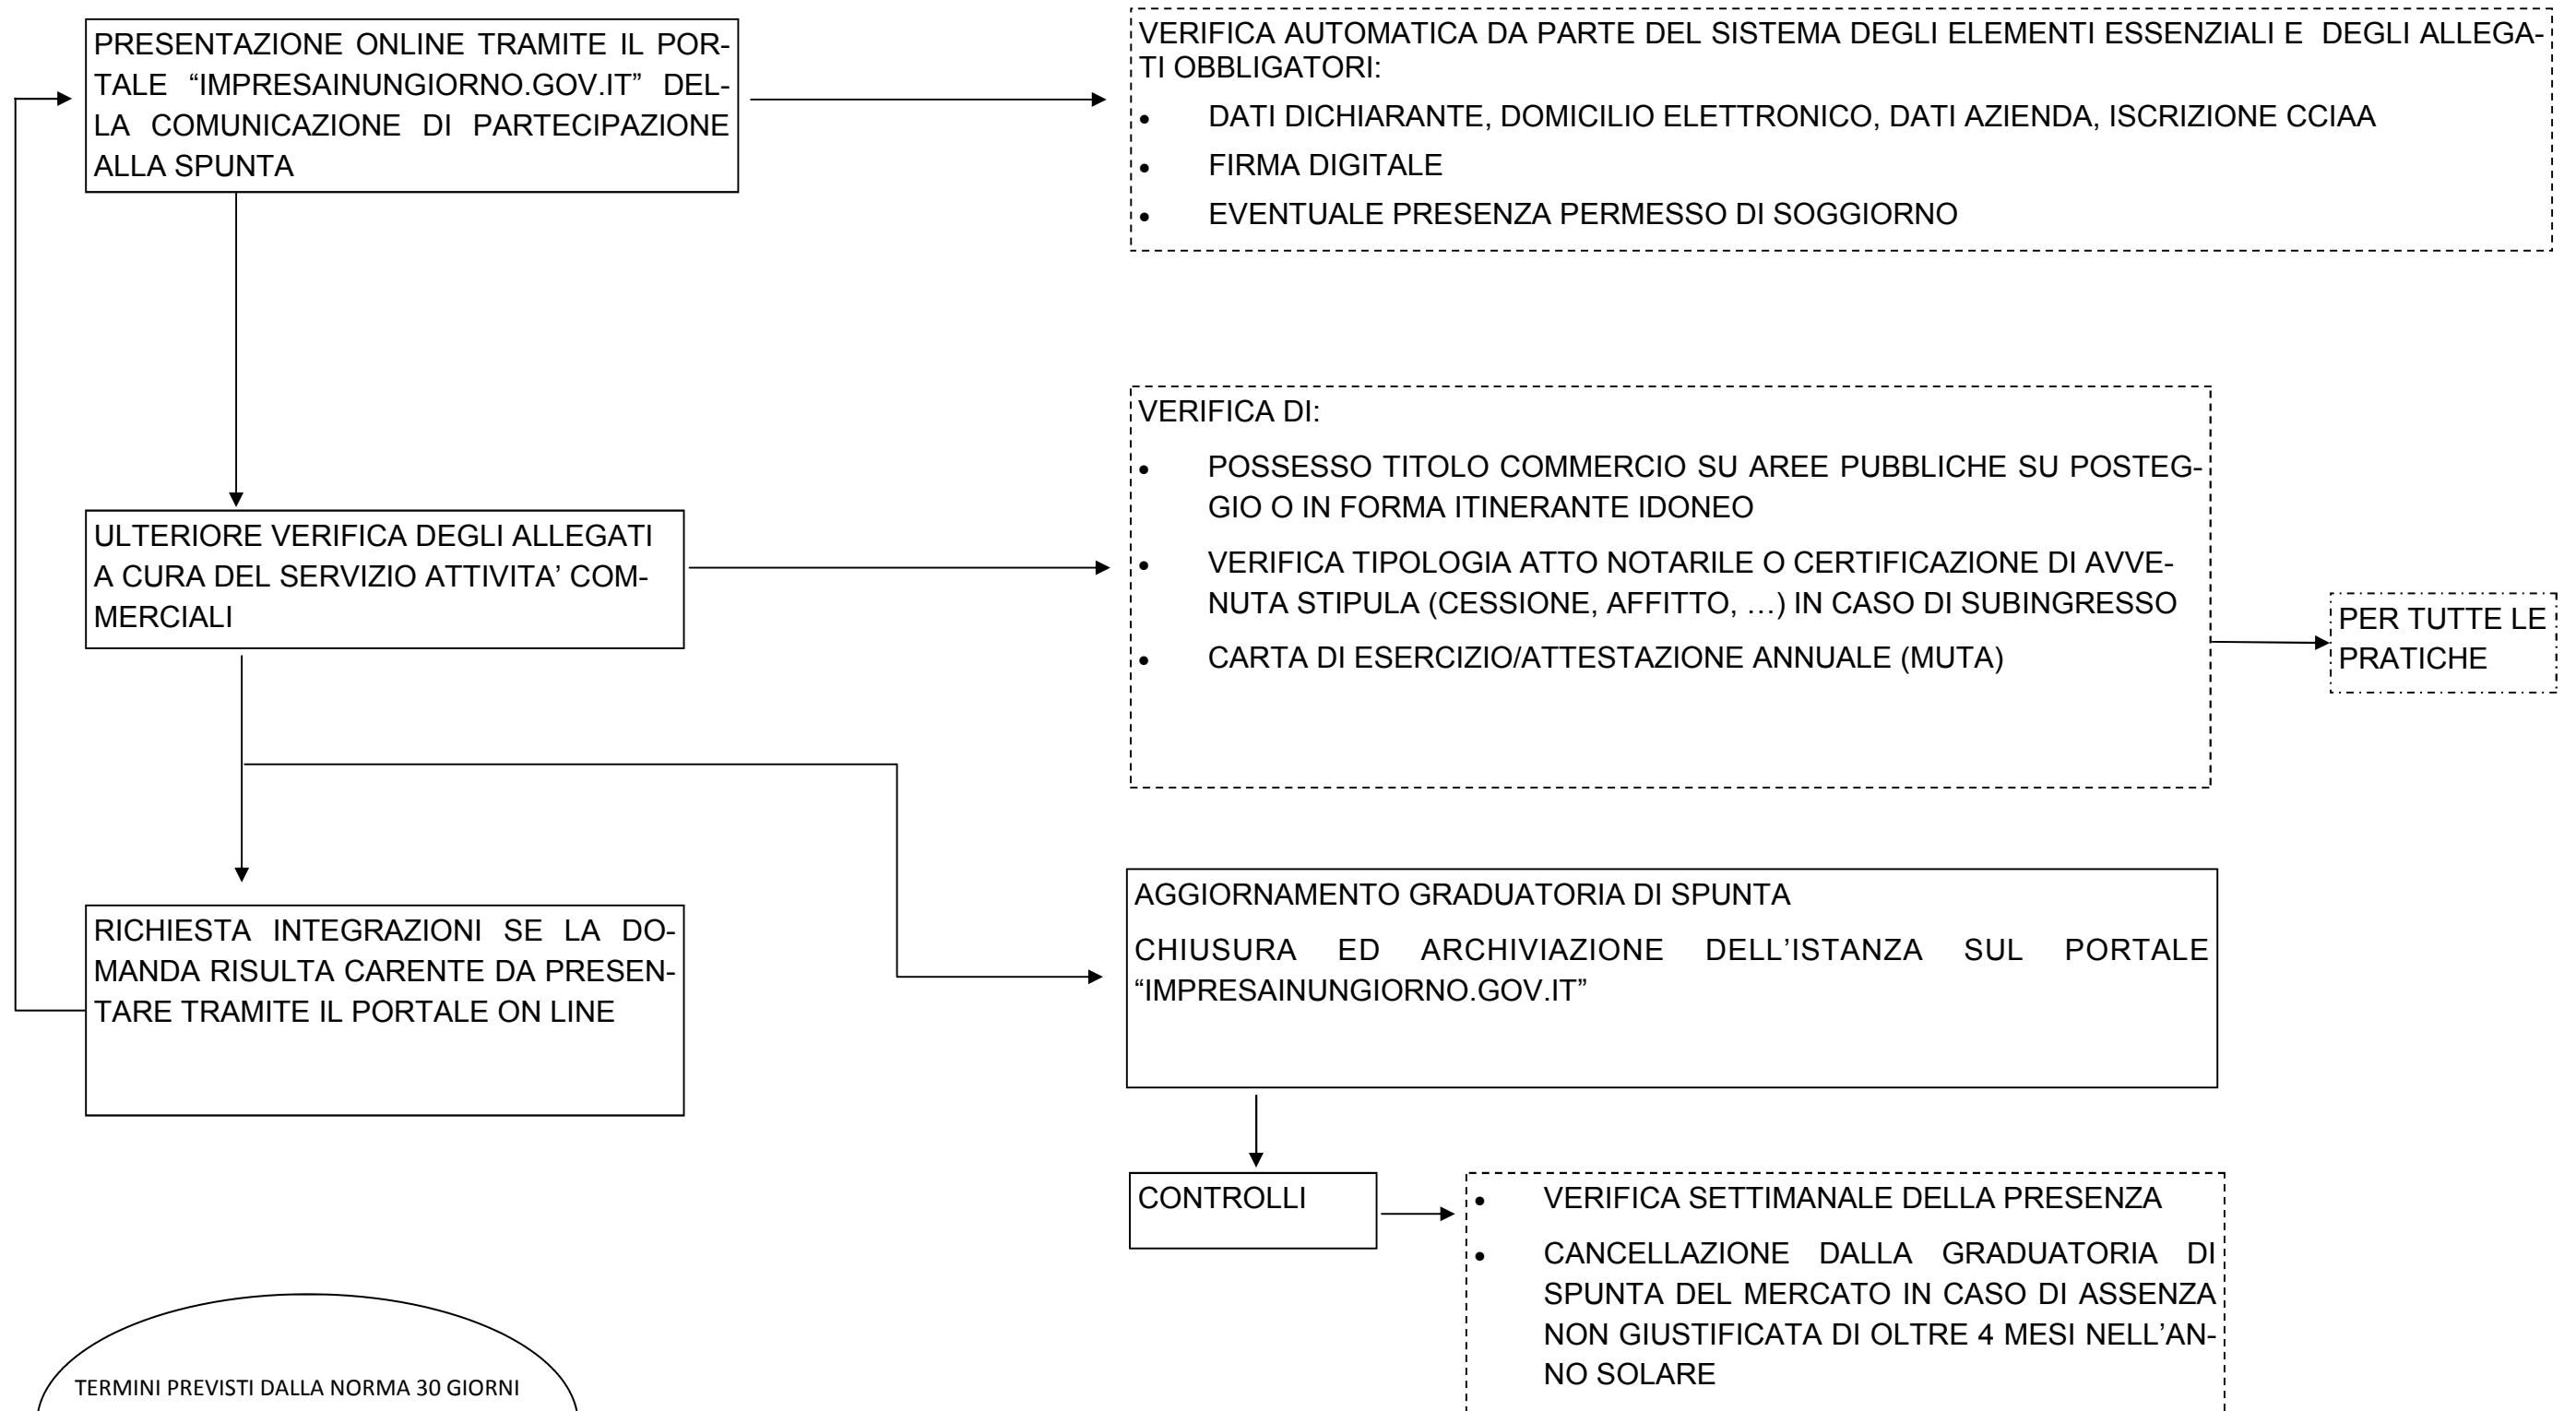 PRESENTAZIONE ONLINE TRAMITE IL POR-
TALE “IMPRESAINUNGIORNO.GOV.IT” DEL-
LA COMUNICAZIONE DI PARTECIPAZIONE
ALLA SPUNTA
VERIFICA AUTOMATICA DA PARTE DEL SISTEMA DEGLI ELEMENTI ESSENZIALI E DEGLI ALLEGA-
TI OBBLIGATORI:
• DATI DICHIARANTE, DOMICILIO ELETTRONICO, DATI AZIENDA, ISCRIZIONE CCIAA
• FIRMA DIGITALE
• EVENTUALE PRESENZA PERMESSO DI SOGGIORNO
ULTERIORE VERIFICA DEGLI ALLEGATI
A CURA DEL SERVIZIO ATTIVITA’ COM-
MERCIALI
VERIFICA DI:
• POSSESSO TITOLO COMMERCIO SU AREE PUBBLICHE SU POSTEG-
GIO O IN FORMA ITINERANTE IDONEO
• VERIFICA TIPOLOGIA ATTO NOTARILE O CERTIFICAZIONE DI AVVE-
NUTA STIPULA (CESSIONE, AFFITTO, …) IN CASO DI SUBINGRESSO
• CARTA DI ESERCIZIO/ATTESTAZIONE ANNUALE (MUTA)
PER TUTTE LE
PRATICHE
RICHIESTA INTEGRAZIONI SE LA DO-
MANDA RISULTA CARENTE DA PRESEN-
TARE TRAMITE IL PORTALE ON LINE
AGGIORNAMENTO GRADUATORIA DI SPUNTA
CHIUSURA ED ARCHIVIAZIONE DELL’ISTANZA SUL PORTALE
“IMPRESAINUNGIORNO.GOV.IT”
CONTROLLI
• VERIFICA SETTIMANALE DELLA PRESENZA
• CANCELLAZIONE DALLA GRADUATORIA DI
SPUNTA DEL MERCATO IN CASO DI ASSENZA
NON GIUSTIFICATA DI OLTRE 4 MESI NELL’AN-
NO SOLARE
TERMINI PREVISTI DALLA NORMA 30 GIORNI